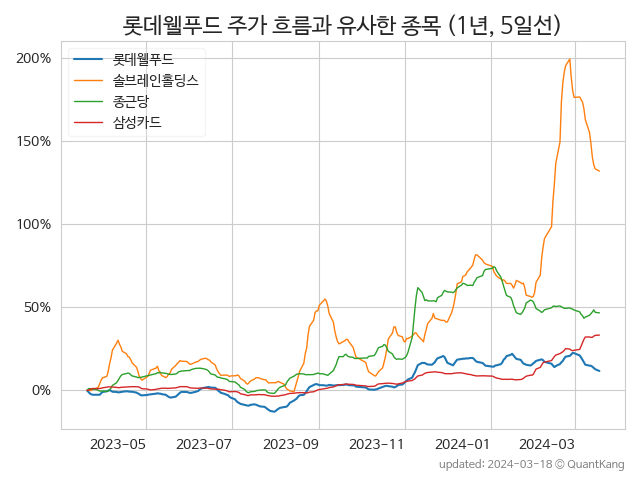 롯데웰푸드 주가 흐름과 유사한 종목 (1년, 5일선)
롯데웰푸드
솔브레인홀딩스
종근당
삼성카드
200%
150%
100%
50%
0%
2023-05 2023-07 2023-09 2023-11 2024-01 2024-03
updated: 2024-03-18 © QuantKang